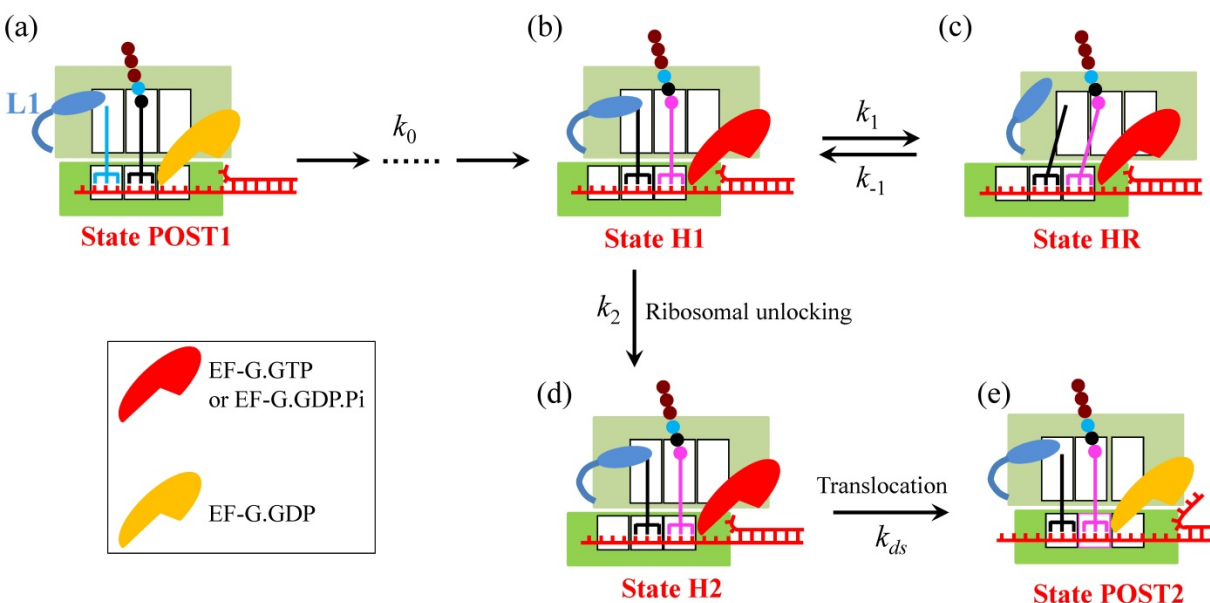 (a)
(b)
(c)
L1
k0
k1
k-1
State POST1
State H1
State HR
k2
Ribosomal unlocking
EF-G.GTP
or EF-G.GDP.Pi
EF-G.GDP
(d)
(e)
Translocation
kds
State H2
State POST2